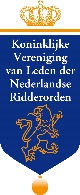 Koninklijke
Vereniging
van Leden der
Nederlandse
Ridderorden